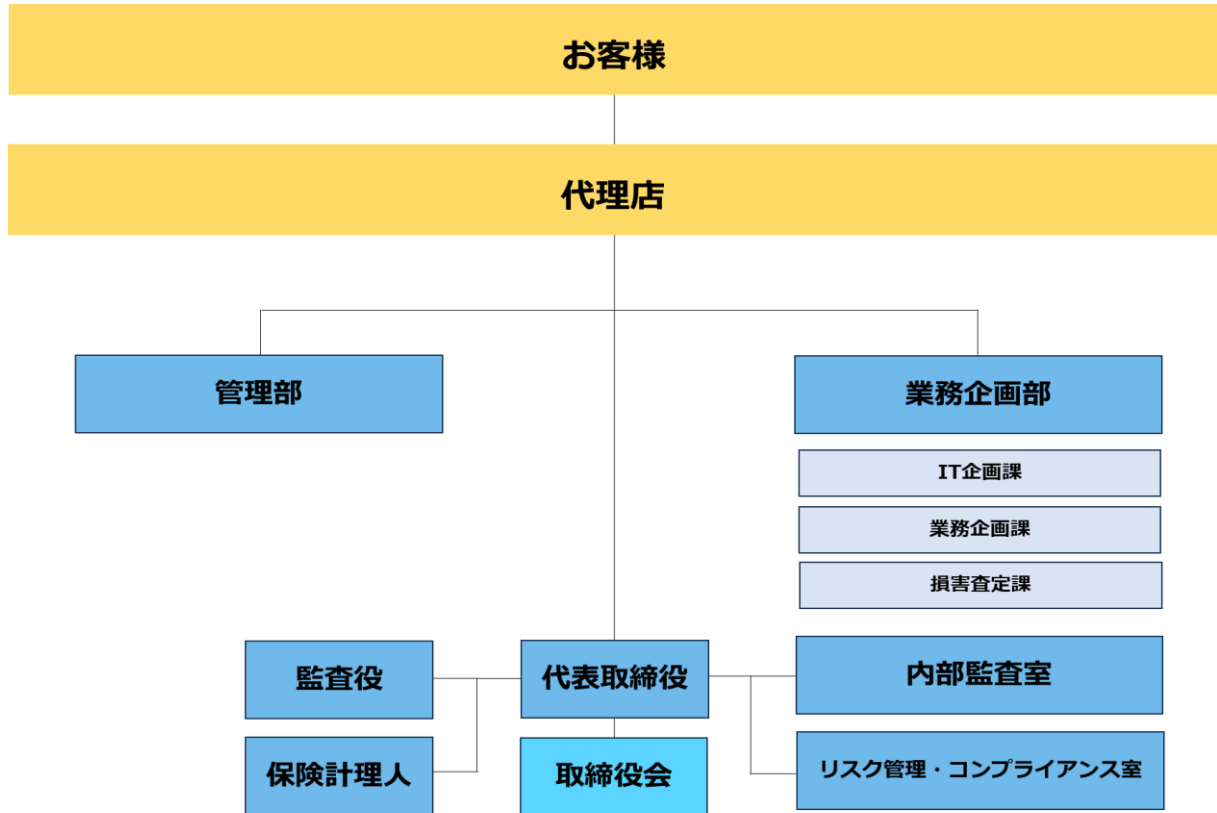 お客様
代理店
管理部
業務企画部
IT企画課
業務企画課
損害査定課
監査役
代表取締役
内部監査室
保険計理人
取締役会
リスク管理・コンプライアンス室